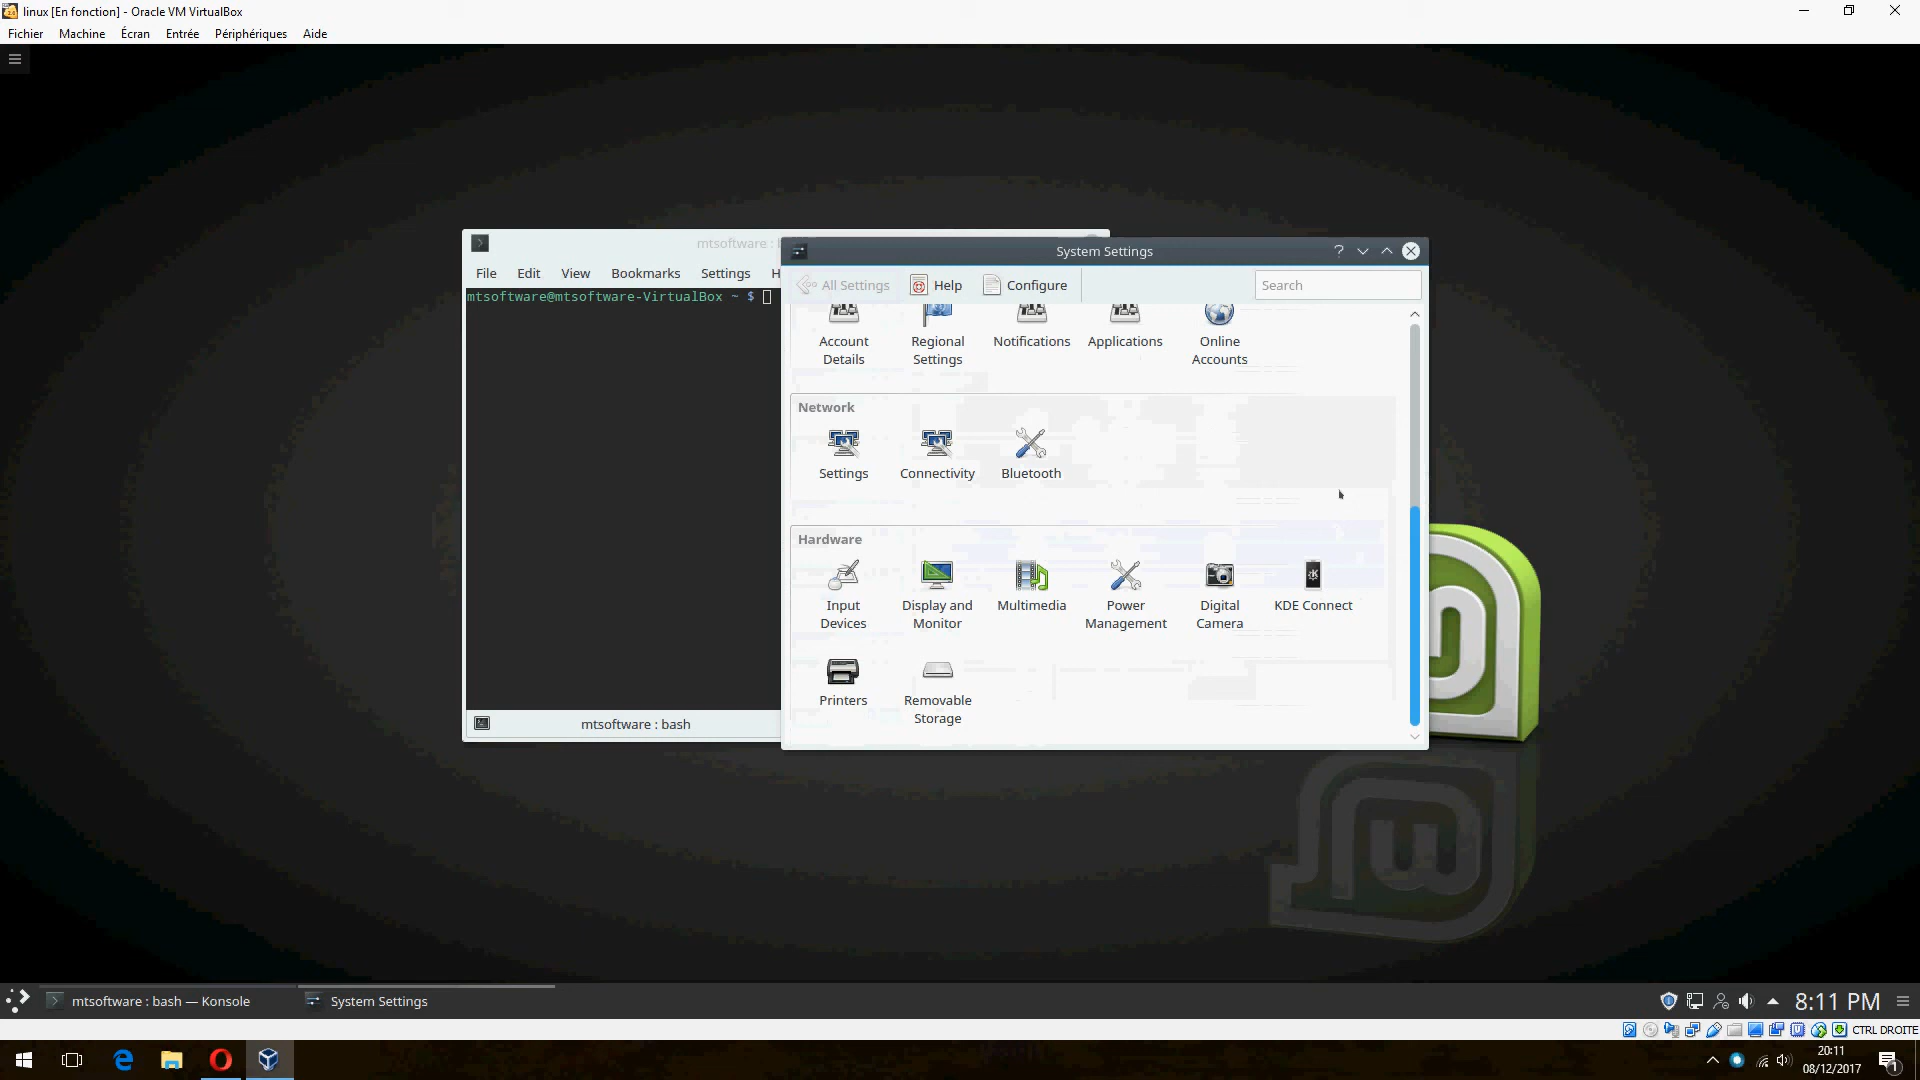 linux [En fonction] - Oracle VM VirtualBox
Fichier Machine Écran Entrée Périphériques Aide
mtsoftware :
System Settings
File Edit View Bookmarks Settings H
All Settings Help Configure Search
mtsoftware@mtsoftware-VirtualBox ~ $
Account Details
Regional Settings
Notifications
Applications
Online Accounts
Network
Settings
Connectivity
Bluetooth
Hardware
Input Devices
Display and Monitor
Multimedia
Power Management
Digital Camera
KDE Connect
Printers
Removable Storage
mtsoftware : bash
mtsoftware : bash — Konsole
System Settings
8:11 PM
CTRL DROITE
20:11
08/12/2017
1